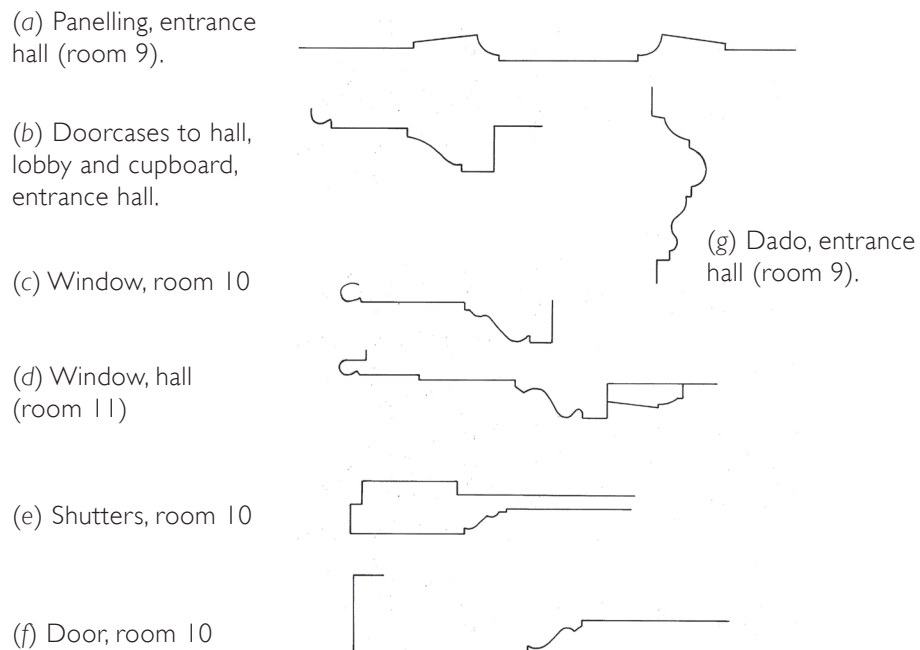 (a) Panelling, entrance
hall (room 9).
(b) Doorcases to hall,
lobby and cupboard,
entrance hall.
(g) Dado, entrance
hall (room 9).
(c) Window, room 10
(d) Window, hall
(room 11)
(e) Shutters, room 10
(f) Door, room 10